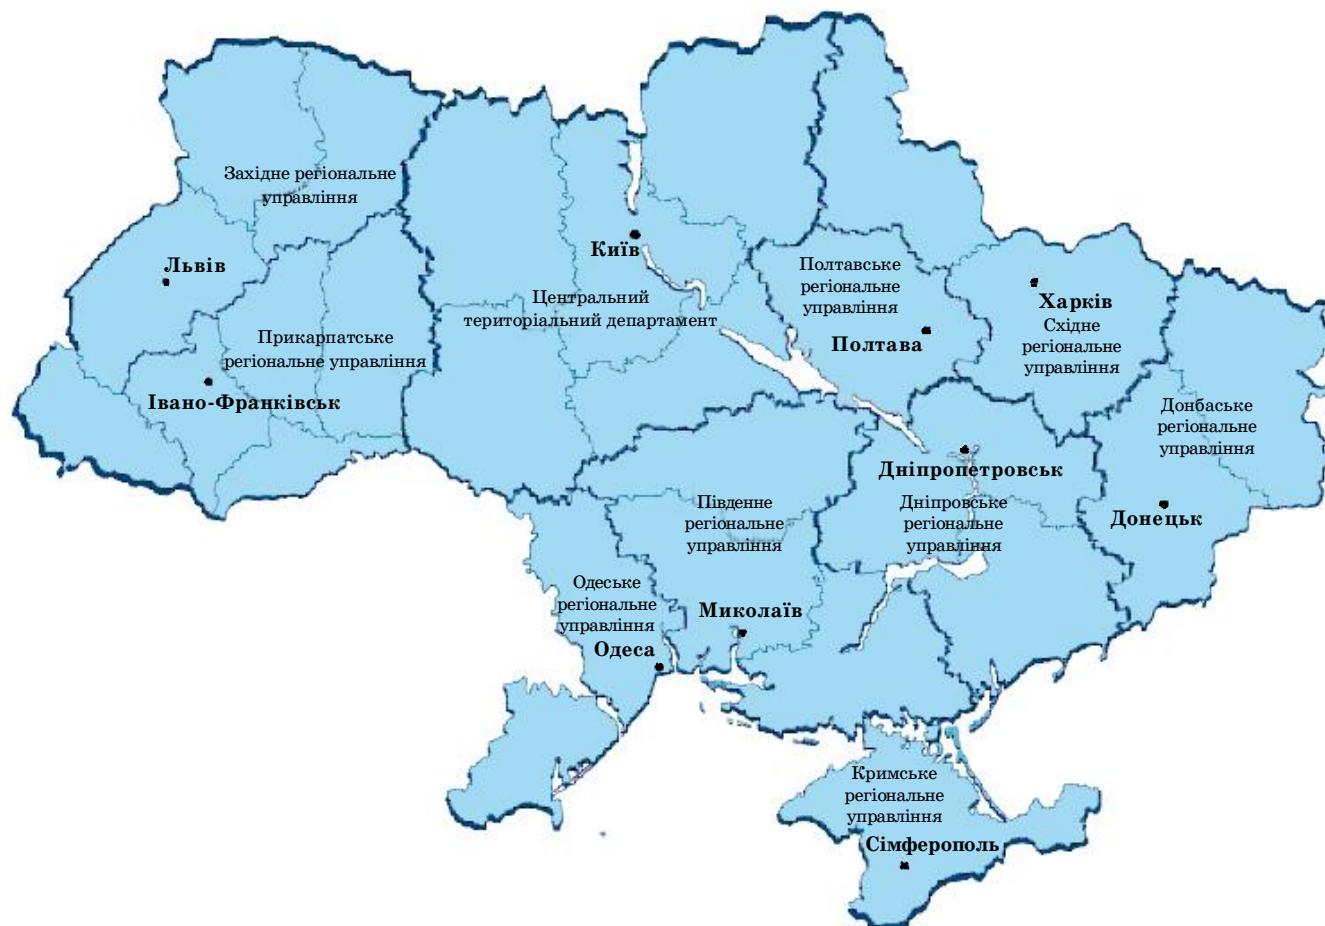 Західне регіональне
управління
Львів
Прикарпатське
регіональне управління
Івано-Франківськ
Київ
Центральний
територіальний департамент
Полтавське
регіональне
управління
Полтава
Харків
Східне
регіональне
управління
Донбаське
регіональне
управління
Донецьк
Дніпропетровськ
Дніпровське
регіональне
управління
Південне
регіональне
управління
Миколаїв
Одеське
регіональне
управління
Одеса
Кримське
регіональне
управління
Сімферополь